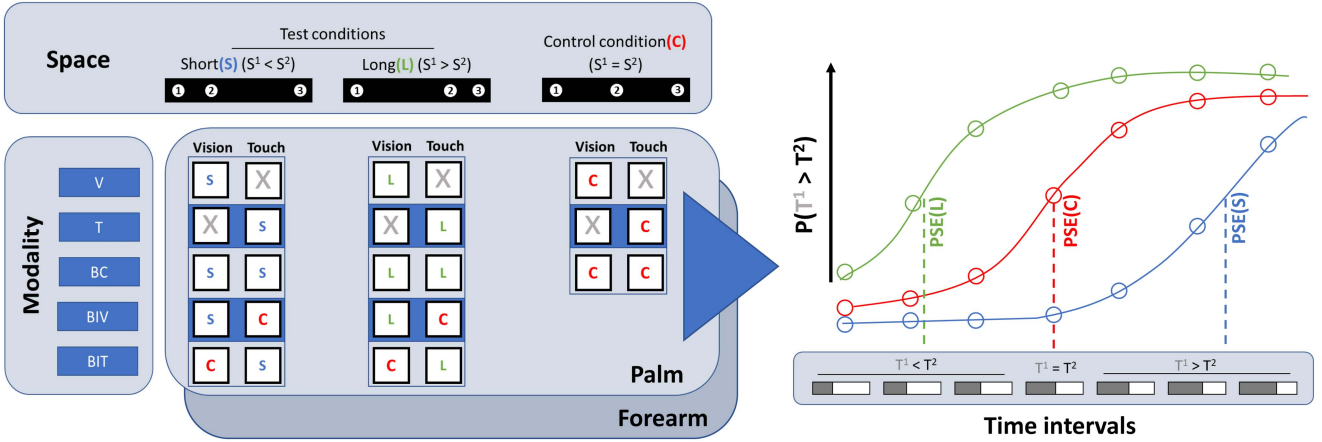 Space
Test conditions
Short(S) (S¹ < S²)
Long(L) (S¹ > S²)
Control condition(C)
(S¹ = S²)
1 2 3
1 2 3
1 2 3
Modality
V
T
BC
BIV
BIT
Vision Touch
S X
X S
S S
S C
C S
Vision Touch
L X
X L
L L
L C
C L
Vision Touch
C X
X C
C C
Palm
Forearm
P(T¹ > T²)
PSE(L)
PSE(C)
PSE(S)
T¹ < T²
T¹ = T²
T¹ > T²
Time intervals